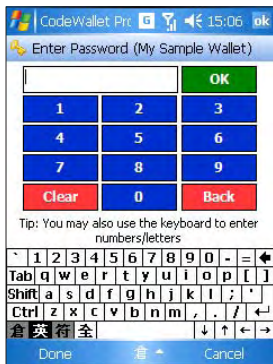 CodeWallet Pro G 15:06 ok
Enter Password (My Sample Wallet)
OK
1 2 3
4 5 6
7 8 9
Clear 0 Back
Tip: You may also use the keyboard to enter
numbers/letters
` 1 2 3 4 5 6 7 8 9 0 - =
Tab q w e r t y u i o p [ ]
Shift a s d f g h j k l ; '
Ctrl z x c v b n m , . /
倉 英 符 全 ↓ ↑ ← →
Done 倉 Cancel